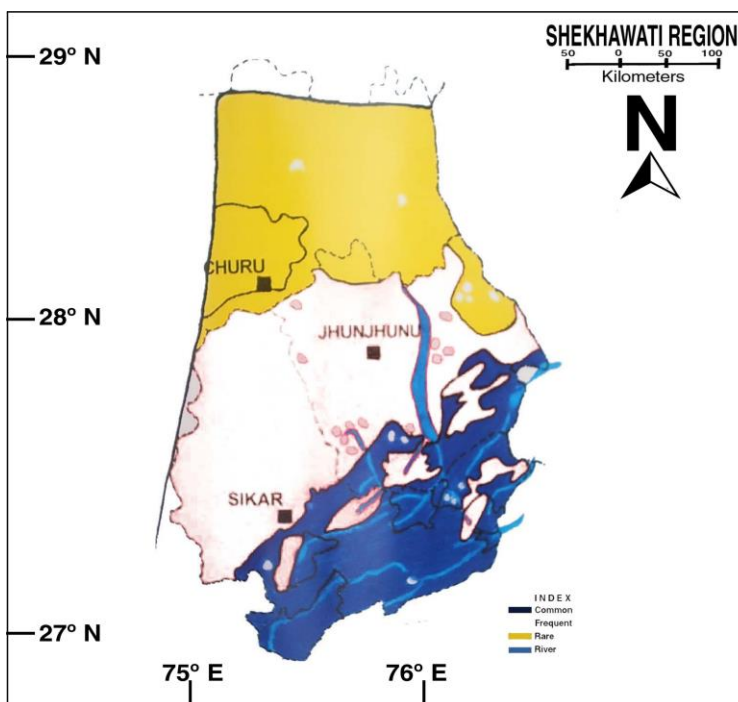 SHEKHAWATI REGION
50 0 50 100
Kilometers
N
29° N
CHURU
28° N
JHUNJHUNU
SIKAR
INDEX
Common
Frequent
Rare
River
27° N
75° E 76° E